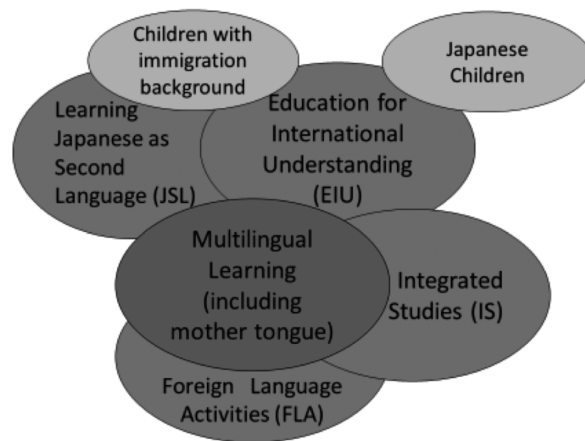 Children with
immigration
background
Japanese
Children
Learning
Japanese as
Second
Language (JSL)
Education for
International
Understanding
(EIU)
Multilingual
Learning
(including
mother tongue)
Integrated
Studies (IS)
Foreign Language
Activities (FLA)